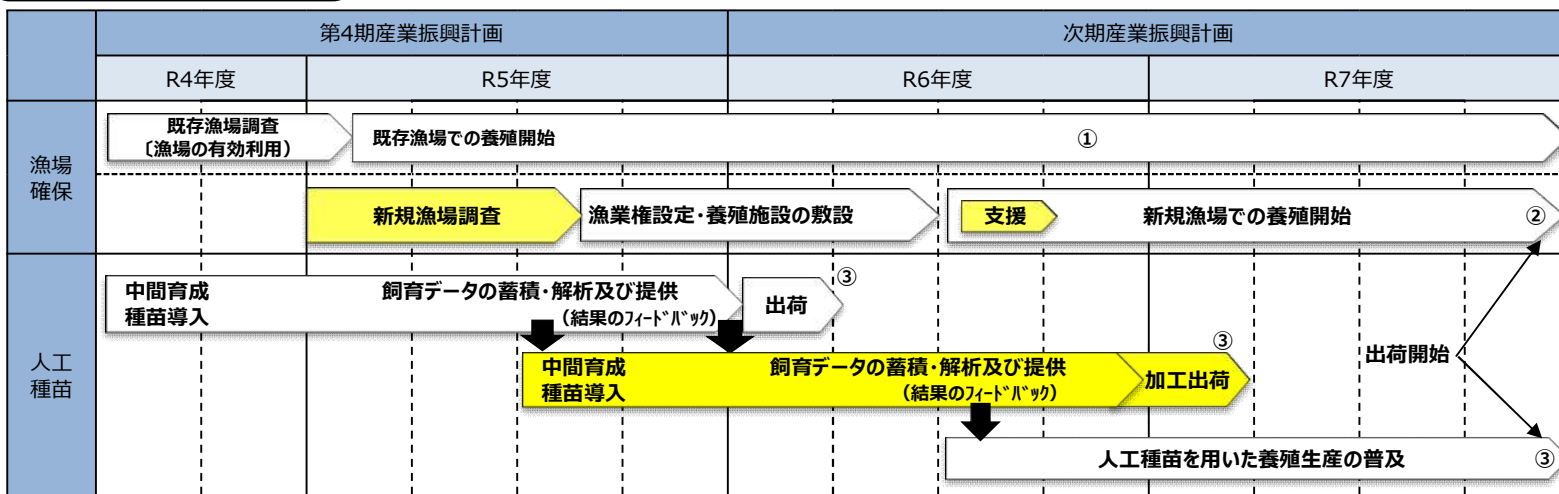 第4期産業振興計画
次期産業振興計画
R4年度
R5年度
R6年度
R7年度
漁場
確保
既存漁場調査
〔漁場の有効利用〕
既存漁場での養殖開始
①
新規漁場調査
漁業権設定・養殖施設の敷設
支援
新規漁場での養殖開始
②
人工
種苗
中間育成
種苗導入
飼育データの蓄積・解析及び提供
(結果のﾌｨｰﾄﾞﾊﾞｯｸ)
出荷
③
中間育成
種苗導入
飼育データの蓄積・解析及び提供
(結果のﾌｨｰﾄﾞﾊﾞｯｸ)
加工出荷
③
出荷開始
人工種苗を用いた養殖生産の普及
③